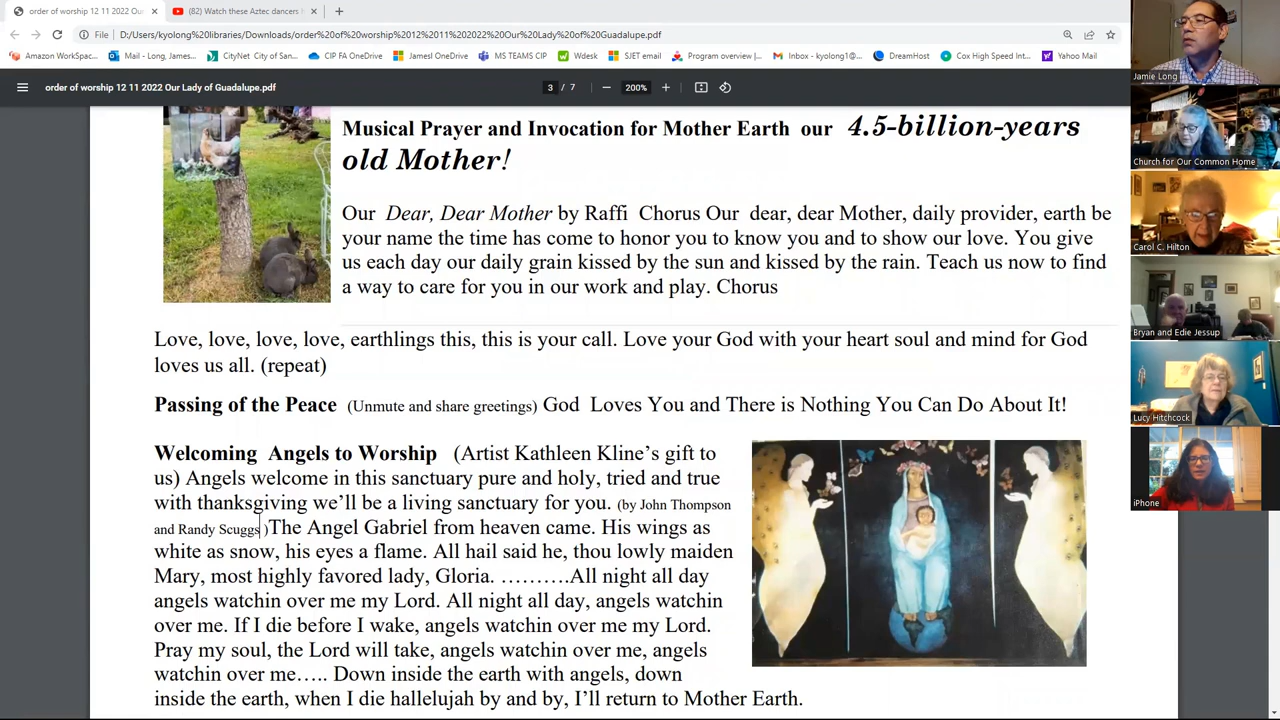 order of worship 12 11 2022 Ou
(82) Watch these Aztec dancers
File D:/Users/kyolong%20libraries/Downloads/order%20of%20worship%2012%2011%202022%20Our%20Lady%20of%20Guadalupe.pdf
Amazon WorkSpac... Mail - Long, James... CityNet City of San... CIP FA OneDrive JamesI OneDrive MS TEAMS CIP Wdesk SJET email Program overview |... Inbox - kyolong1@... DreamHost Cox High Speed Int... Yahoo Mail
order of worship 12 11 2022 Our Lady of Guadalupe.pdf 3 / 7 200%
Musical Prayer and Invocation for Mother Earth our 4.5-billion-years
old Mother!
Our Dear, Dear Mother by Raffi Chorus Our dear, dear Mother, daily provider, earth be
your name the time has come to honor you to know you and to show our love. You give
us each day our daily grain kissed by the sun and kissed by the rain. Teach us now to find
a way to care for you in our work and play. Chorus
Love, love, love, love, earthlings this, this is your call. Love your God with your heart soul and mind for God
loves us all. (repeat)
Passing of the Peace (Unmute and share greetings) God Loves You and There is Nothing You Can Do About It!
Welcoming Angels to Worship (Artist Kathleen Kline’s gift to
us) Angels welcome in this sanctuary pure and holy, tried and true
with thanksgiving we’ll be a living sanctuary for you. (by John Thompson
and Randy Scuggs )The Angel Gabriel from heaven came. His wings as
white as snow, his eyes a flame. All hail said he, thou lowly maiden
Mary, most highly favored lady, Gloria. ……….All night all day
angels watchin over me my Lord. All night all day, angels watchin
over me. If I die before I wake, angels watchin over me my Lord.
Pray my soul, the Lord will take, angels watchin over me, angels
watchin over me….. Down inside the earth with angels, down
inside the earth, when I die hallelujah by and by, I’ll return to Mother Earth.
Jamie Long
Church for Our Common Home
Carol C. Hilton
Bryan and Edie Jessup
Lucy Hitchcock
iPhone